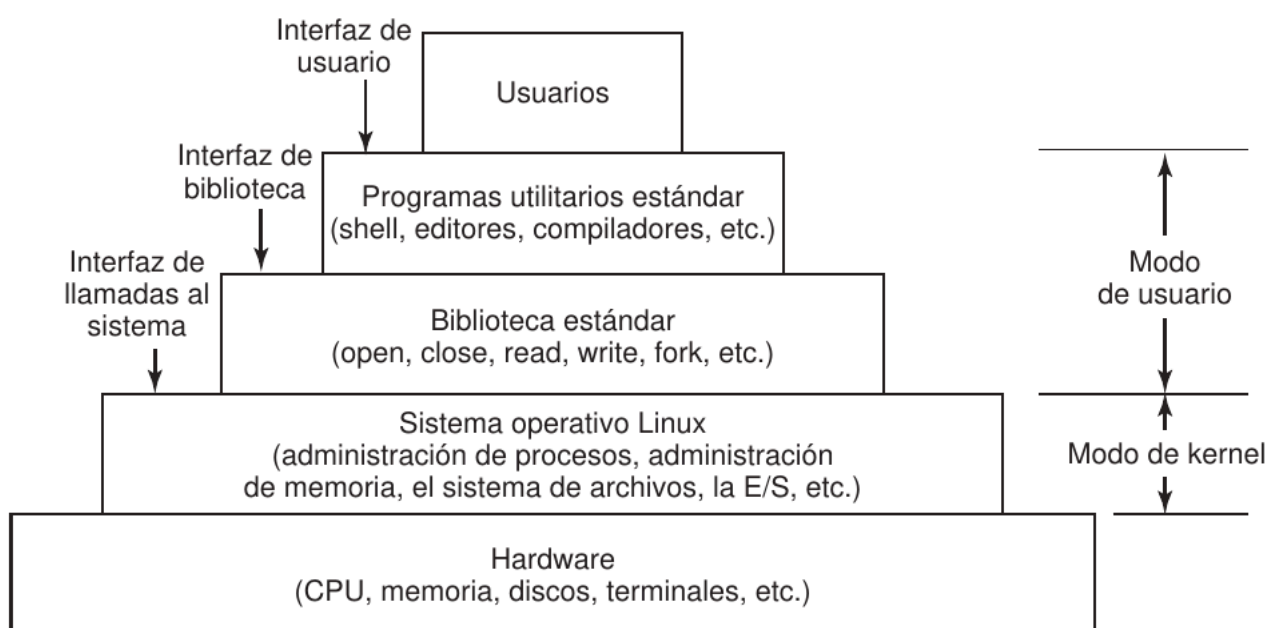 Interfaz de
usuario
Usuarios
Interfaz de
biblioteca
Programas utilitarios estándar
(shell, editores, compiladores, etc.)
Interfaz de
llamadas al
sistema
Biblioteca estándar
(open, close, read, write, fork, etc.)
Modo
de usuario
Sistema operativo Linux
(administración de procesos, administración
de memoria, el sistema de archivos, la E/S, etc.)
Modo de kernel
Hardware
(CPU, memoria, discos, terminales, etc.)